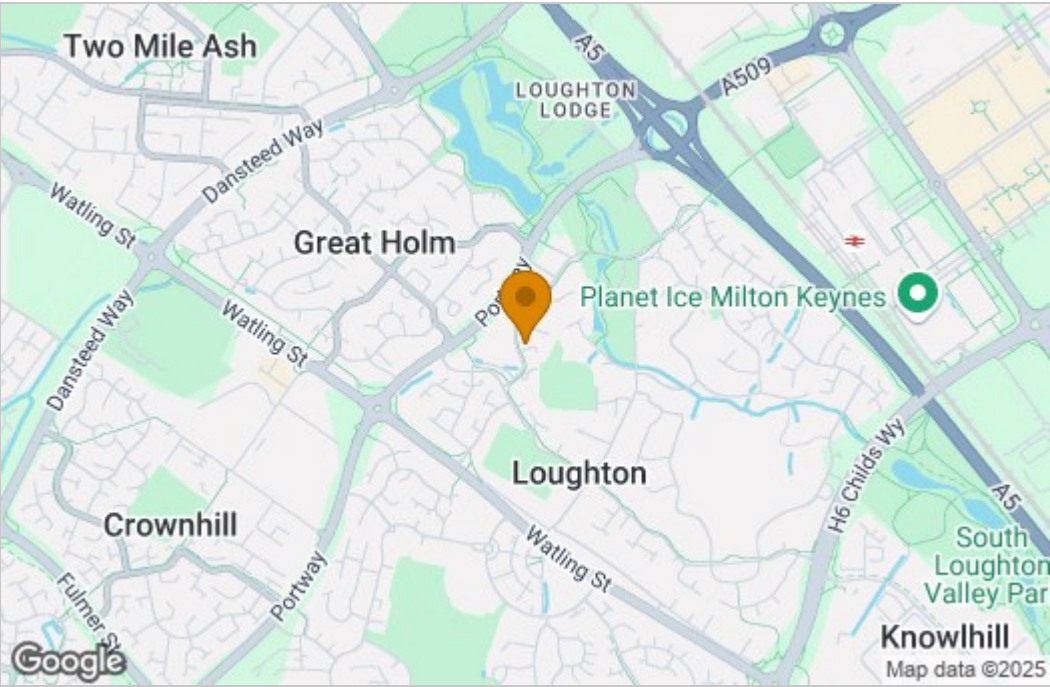 Two Mile Ash
A5
A509
LOUGHTON
LODGE
Dansteed Way
Watling St
Great Holm
Planet Ice Milton Keynes
Watling St
Dansteed Way
H6 Childs Wy
Loughton
A5
Crownhill
Watling St
South
Loughton
Valley Par
Fulmer St
Portway
Knowlhill
Google
Map data ©2025